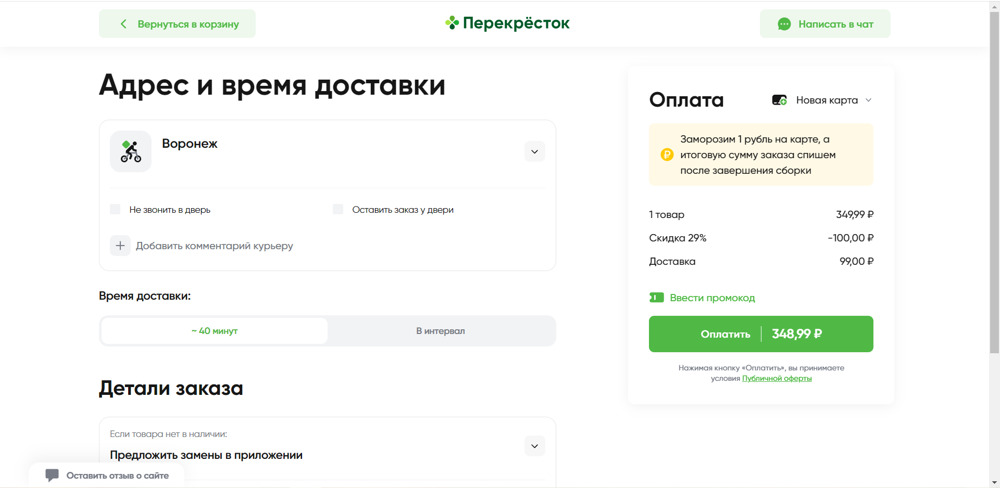 Вернуться в корзину
Перекрёсток
Написать в чат
Адрес и время доставки
Воронеж
Не звонить в дверь
Оставить заказ у двери
Добавить комментарий курьеру
Время доставки:
~ 40 минут
В интервал
Детали заказа
Если товара нет в наличии:
Предложить замены в приложении
Оставить отзыв о сайте
Оплата
Новая карта
Заморозим 1 рубль на карте, а
итоговую сумму заказа спишем
после завершения сборки
1 товар 349,99 ₽
Скидка 29% -100,00 ₽
Доставка 99,00 ₽
Ввести промокод
Оплатить 348,99 ₽
Нажимая кнопку «Оплатить», вы принимаете
условия Публичной оферты